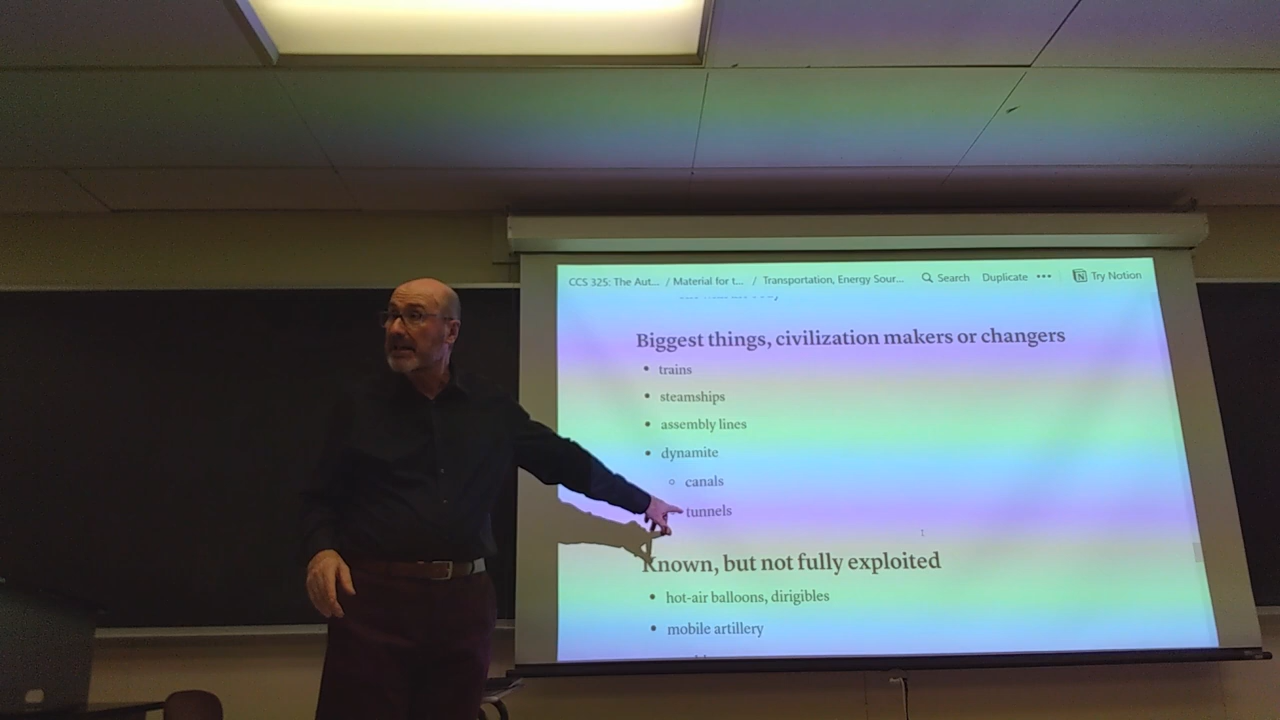 CCS 325: The Aut... / Material for t... / Transportation, Energy Sour... Search Duplicate ••• Try Notion
Biggest things, civilization makers or changers
• trains
• steamships
• assembly lines
• dynamite
◦ canals
tunnels
Known, but not fully exploited
• hot-air balloons, dirigibles
• mobile artillery